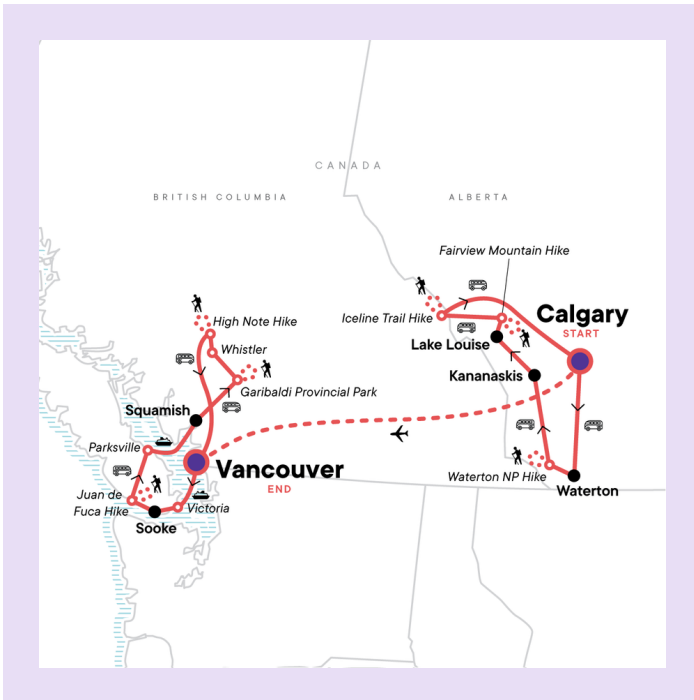 CANADA
BRITISH COLUMBIA
ALBERTA
Fairview Mountain Hike
Calgary
START
Iceline Trail Hike
High Note Hike
Lake Louise
Whistler
Kananaskis
Garibaldi Provincial Park
Squamish
Parksville
Vancouver
END
Waterton NP Hike
Waterton
Juan de
Fuca Hike
Victoria
Sooke